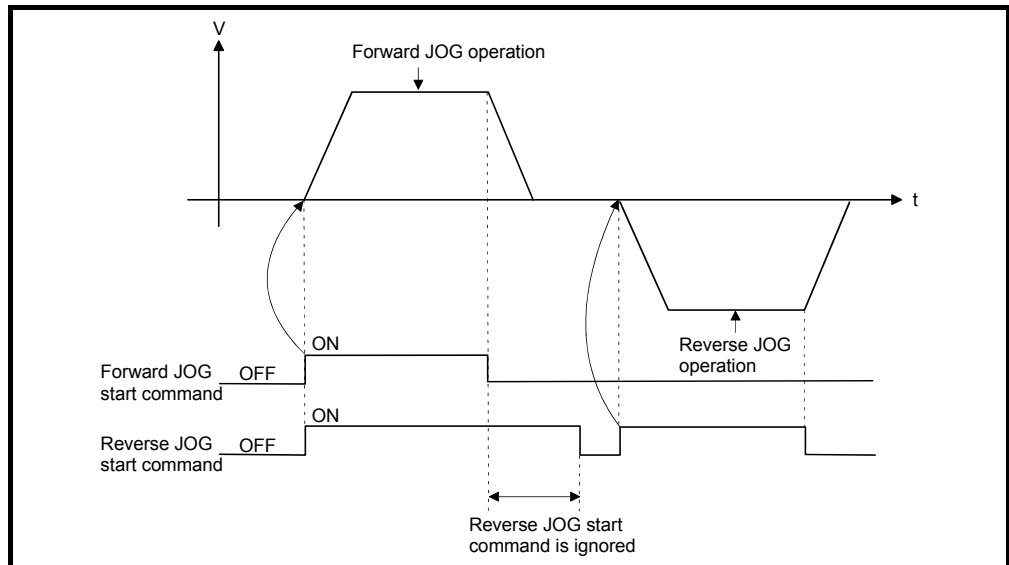 V
Forward JOG operation
t
Reverse JOG
operation
ON
Forward JOG
start command
OFF
ON
Reverse JOG
start command
OFF
Reverse JOG start
command is ignored